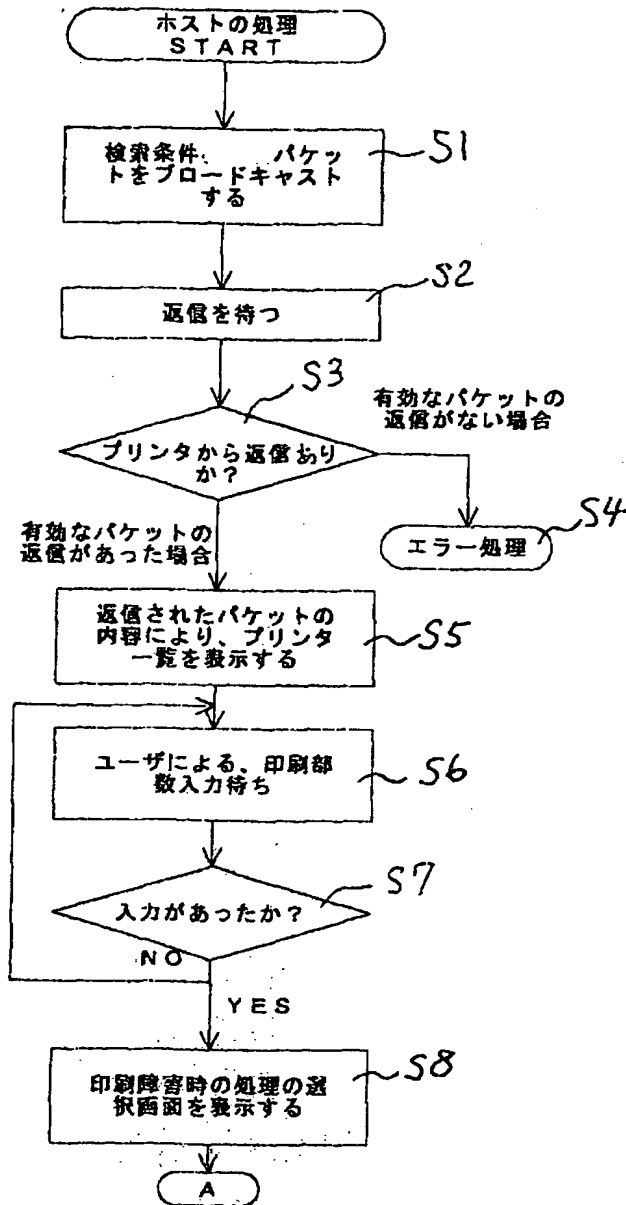 ホストの処理
START
検索条件、 パケッ
トをブロードキャスト
する
S1
返信を待つ
S2
S3
プリンタから返信あり
か?
有効なパケットの
返信がない場合
エラー処理
S4
有効なパケットの
返信があった場合
返信されたパケットの
内容により、プリンタ
一覧を表示する
S5
ユーザによる、印刷部
数入力待ち
S6
入力があったか?
S7
NO
YES
印刷障害時の処理の選
択画面を表示する
S8
A